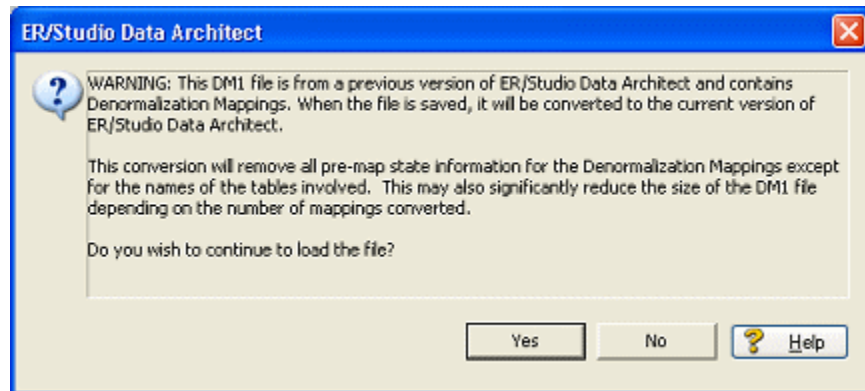 ER/Studio Data Architect
WARNING: This DM1 file is from a previous version of ER/Studio Data Architect and contains
Denormalization Mappings. When the file is saved, it will be converted to the current version of
ER/Studio Data Architect.
This conversion will remove all pre-map state information for the Denormalization Mappings except
for the names of the tables involved. This may also significantly reduce the size of the DM1 file
depending on the number of mappings converted.
Do you wish to continue to load the file?
Yes No Help